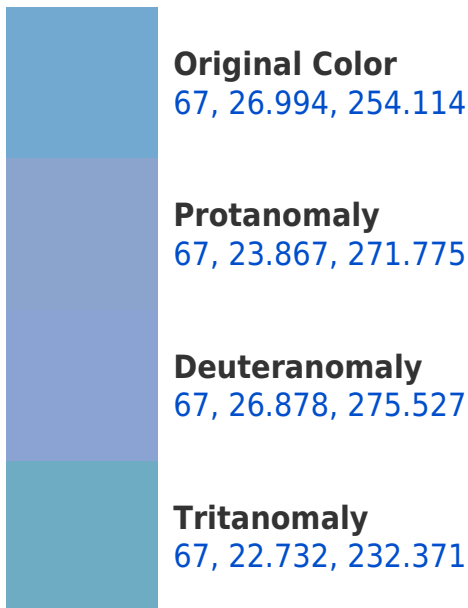 Original Color
67, 26.994, 254.114
Protanomaly
67, 23.867, 271.775
Deuteranomaly
67, 26.878, 275.527
Tritanomaly
67, 22.732, 232.371